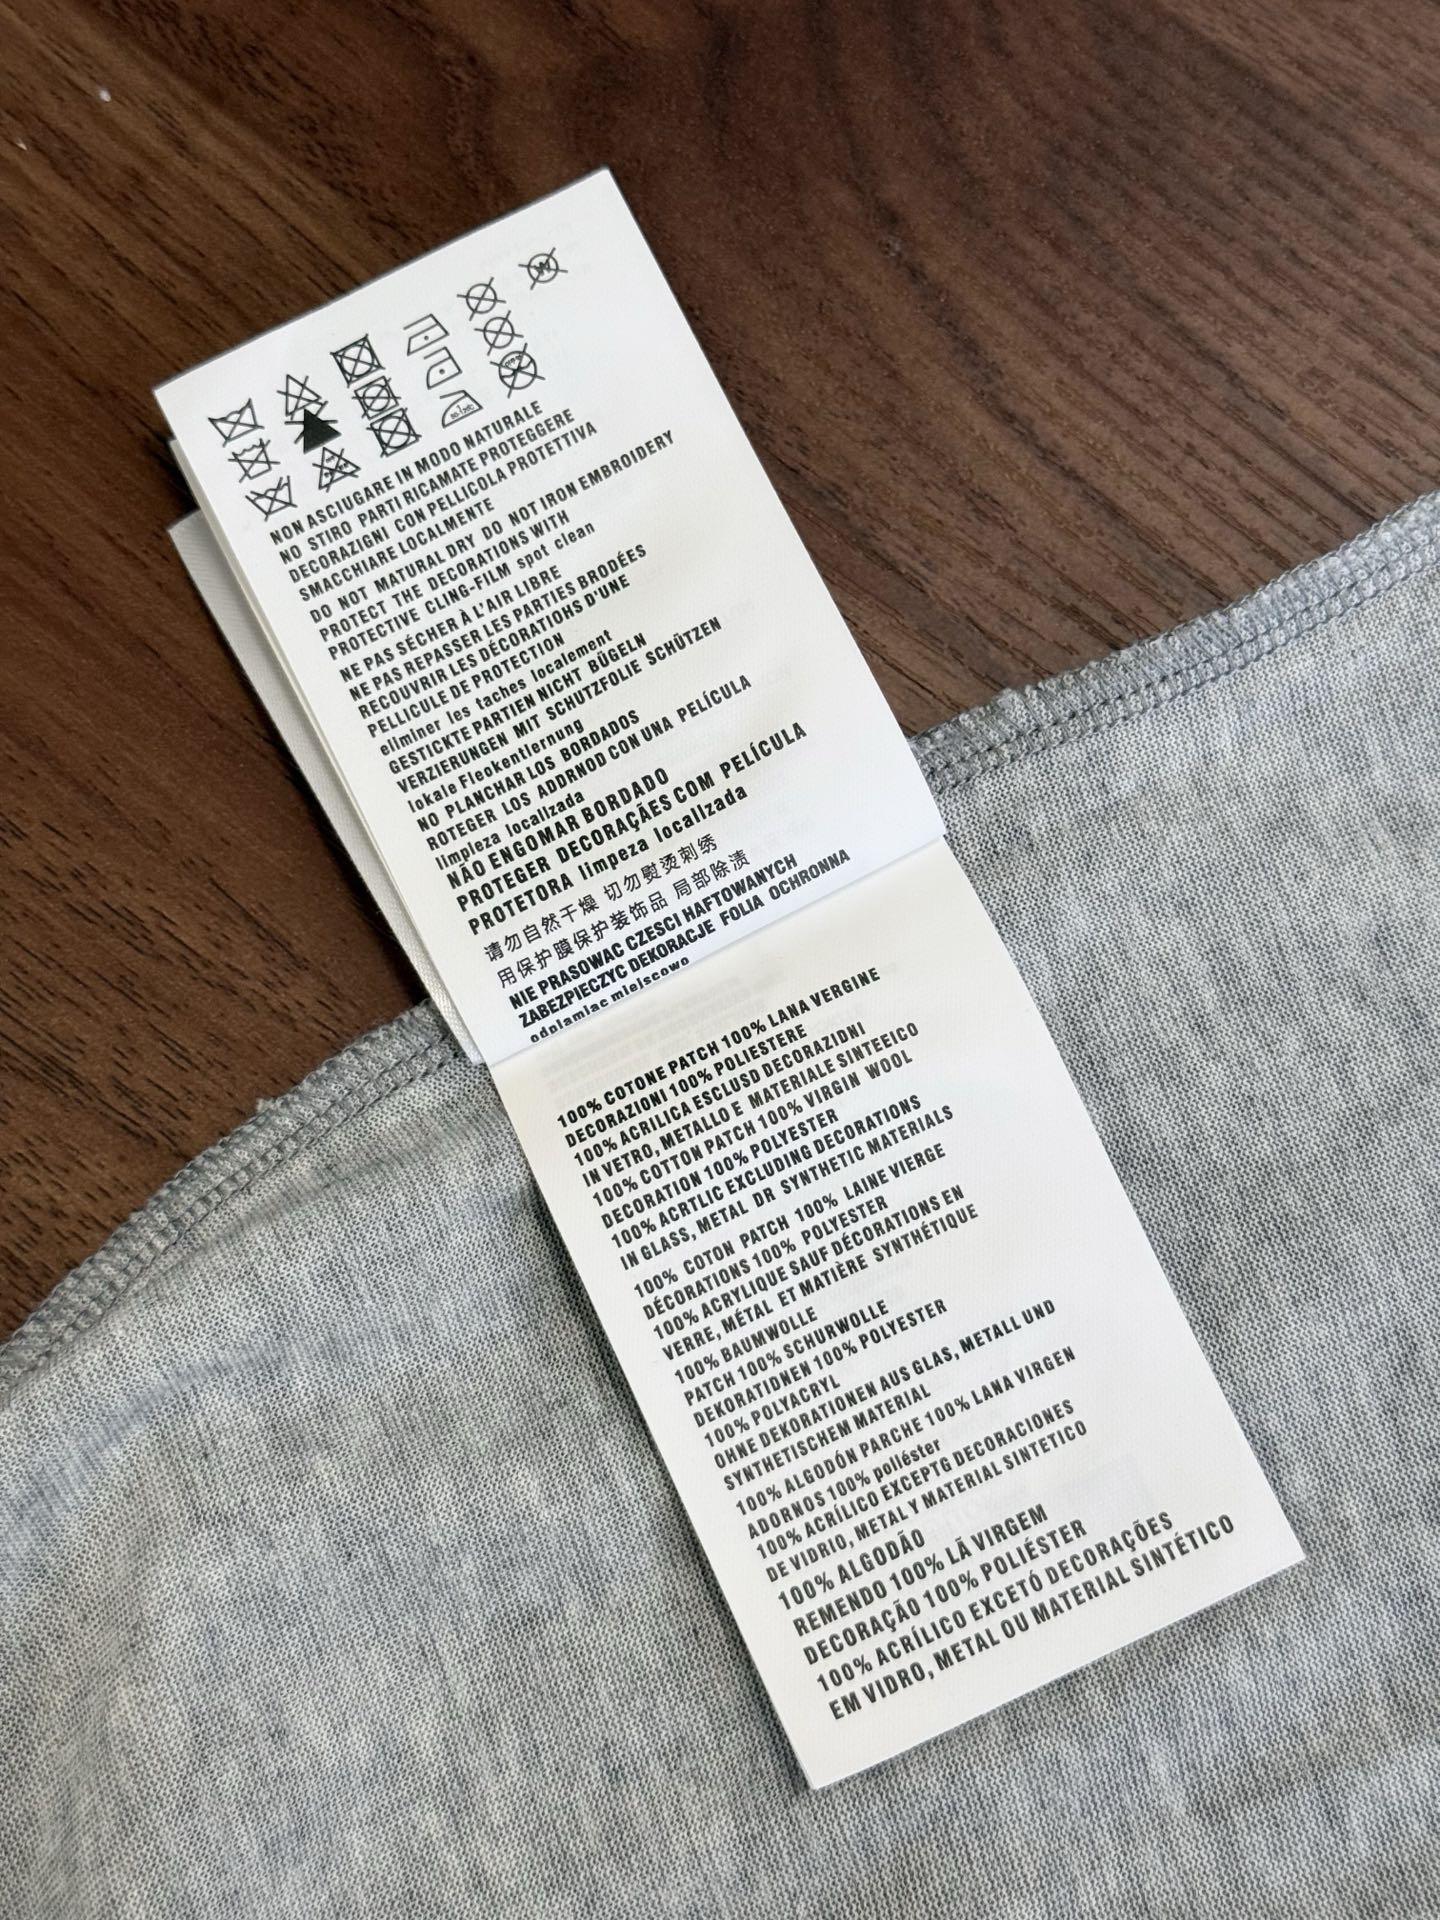 NON ASCIUGARE IN MODO NATURALE
NO STIRO PARTI RICAMATE PROTEGGERE
DECORAZIGNI CON PELLICOLA PROTETTIVA
SMACCHIARE LOCALMENTE
DO NOT NATURAL DRY DO NOT IRON EMBROIDERY
PROTECT THE DECORATIONS WITH
PROTECTIVE CLING-FILM spot clean
NE PAS SÉCHER À L'AIR LIBRE
NE PAS REPASSER LES PARTIES BRODÉES
RECOUVRIR LES DÉCORATIOHS D'UNE
PELLICULE DE PROTECTION
eliminer les taches localement
GESTICKTE PARTIEN NICHT BÜGELN
VERZIERUNGEN MIT SCHUTZFOLIE SCHÜTZEN
lokale Fleokentlernung
NO PLANCHAR LOS BORDADOS
ROTEGER LOS ADDRNOD CON UNA PELÍCULA
limpleza locallzada
NÃO ENGOMAR BORDADO
PROTEGER DECORAÇÃES COM PELÍCULA
PROTETORA limpeza locallzada
请勿自然干燥 切勿熨烫刺绣
用保护膜保护装饰品 局部除渍
NIE PRASOWAC CZESCI HAFTOWANYCH
ZABEZPIECZYC DEKORACJE FOLIA OCHRONNA
odplamlac mlelscowo
100% COTONE PATCH 100% LANA VERGINE
DECORAZIONI 100% POLIESTERE
100% ACRILICA ESCLUSD DECORAZIDNI
IN VETRO, METALLO E MATERIALE SINTEEICO
100% COTTON PATCH 100% VIRGIN WOOL
DECORATION 100% POLYESTER
100% ACRTLIC EXCLUDING DECORATIONS
IN GLASS, METAL DR SYNTHETIC MATERIALS
100% COTON PATCH 100% LAINE VIERGE
DÉCORATIONS 100% POLYESTER
100% ACRYLIQUE SAUF DÉCORATIONS EN
VERRE, MÉTAL ET MATIÈRE SYNTHÉTIQUE
100% BAUMWOLLE
PATCH 100% SCHURWOLLE
DEKORATIDNEN 100% POLYESTER
100% POLYACRYL
OHNE DEKORATIONEN AUS GLAS, METALL UND
SYNTHETISCHEM MATERIAL
100% ALGODÓN PARCHE 100% LANA VIRGEN
ADORNOS 100% polléster
100% ACRÍLICO EXCEPTG DECORACIONES
DE VIDRIO, METAL Y MATERIAL SINTETICO
100% ALGODÃO
REMENDO 100% LÃ VIRGEM
DECORAÇÃO 100% POLIÉSTER
100% ACRÍLICO EXCETÓ DECORAÇÕES
EM VIDRO, METAL OU MATERIAL SINTÉTICO